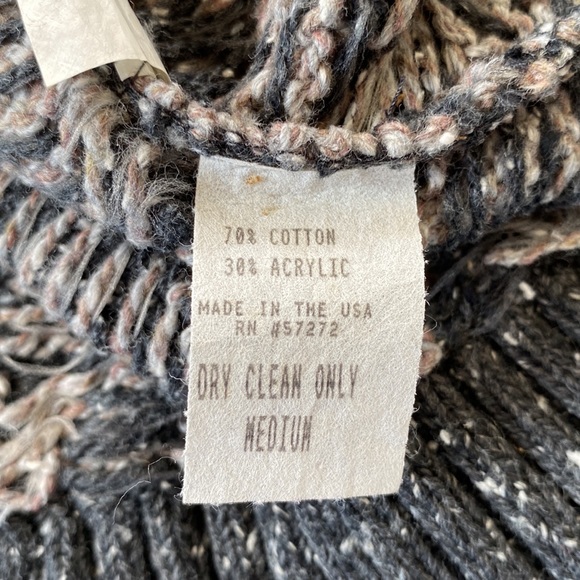 70% COTTON
30% ACRYLIC
MADE IN THE USA
RN #57272
DRY CLEAN ONLY
MEDIUM